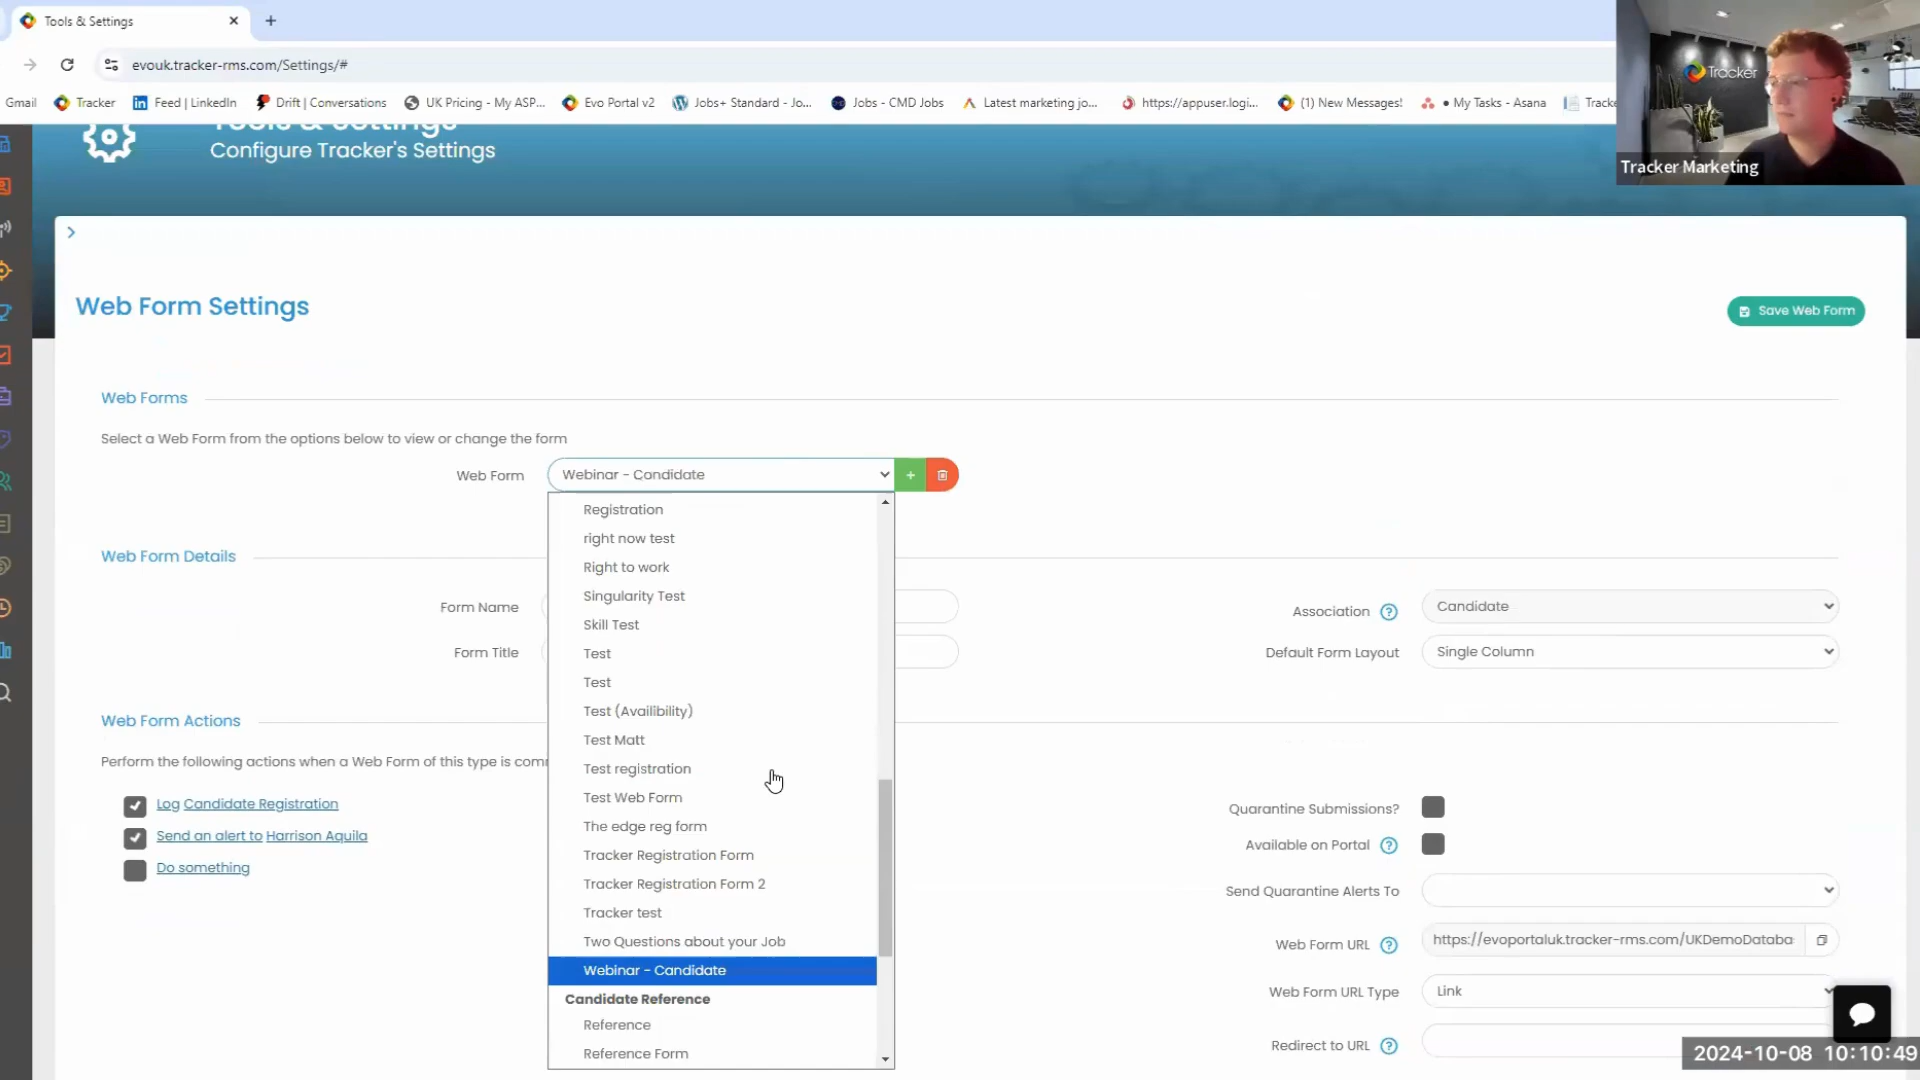 Tools & Settings
evouk.tracker-rms.com/Settings/#
Gmail
Tracker
Feed | LinkedIn
Drift | Conversations
UK Pricing - My ASP...
Evo Portal v2
Jobs+ Standard - Jo...
Jobs - CMD Jobs
Latest marketing jo...
https://appuser.logi...
(1) New Messages!
• My Tasks - Asana
Tracke
Tracker
Tracker Marketing
Tools & Settings
Configure Tracker's Settings
Web Form Settings
Save Web Form
Web Forms
Select a Web Form from the options below to view or change the form
Web Form
Webinar - Candidate
Registration
right now test
Right to work
Singularity Test
Skill Test
Test
Test
Test (Availibility)
Test Matt
Test registration
Test Web Form
The edge reg form
Tracker Registration Form
Tracker Registration Form 2
Tracker test
Two Questions about your Job
Webinar - Candidate
Candidate Reference
Reference
Reference Form
Web Form Details
Form Name
Form Title
Association
Candidate
Default Form Layout
Single Column
Web Form Actions
Perform the following actions when a Web Form of this type is com
Log Candidate Registration
Send an alert to Harrison Aquila
Do something
Quarantine Submissions?
Available on Portal
Send Quarantine Alerts To
Web Form URL
https://evoportaluk.tracker-rms.com/UKDemoDataba
Web Form URL Type
Link
Redirect to URL
2024-10-08 10:10:49